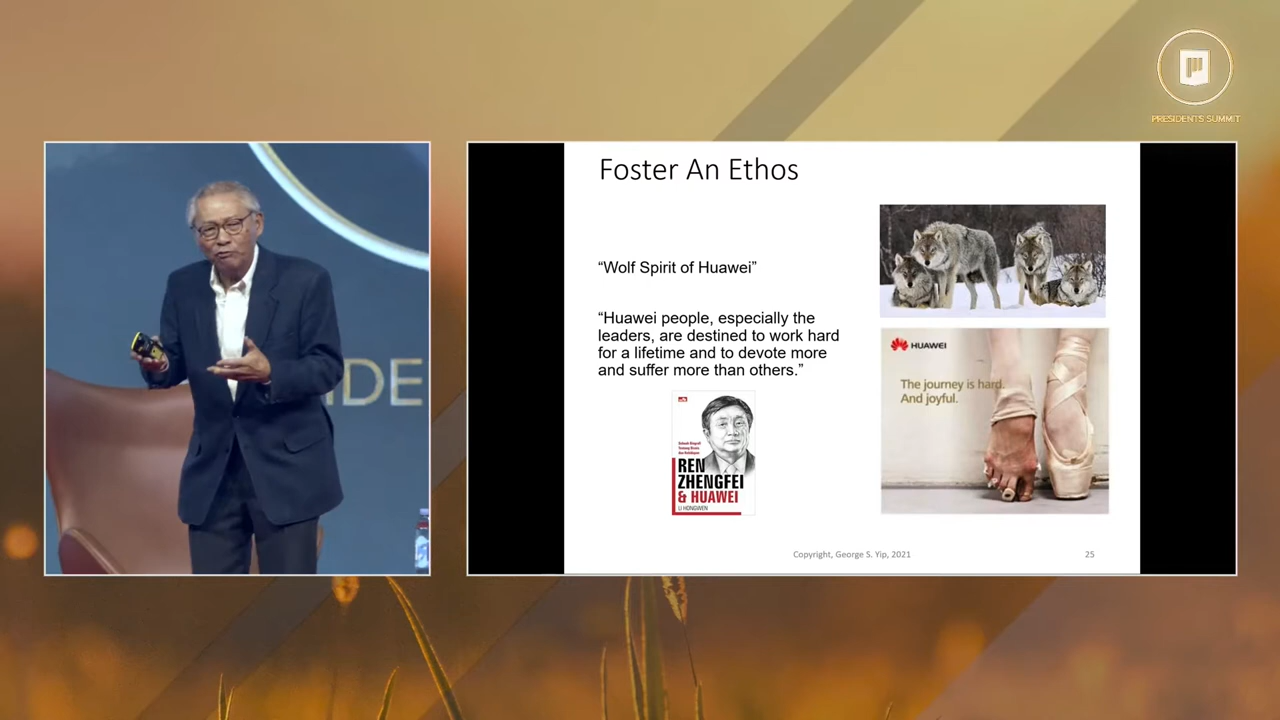 PRESIDENTS SUMMIT
IDE
Foster An Ethos
“Wolf Spirit of Huawei”
“Huawei people, especially the
leaders, are destined to work hard
for a lifetime and to devote more
and suffer more than others.”
REN
ZHENGFEI
& HUAWEI
LI HONGWEN
HUAWEI
The journey is hard.
And joyful.
Copyright, George S. Yip, 2021
25